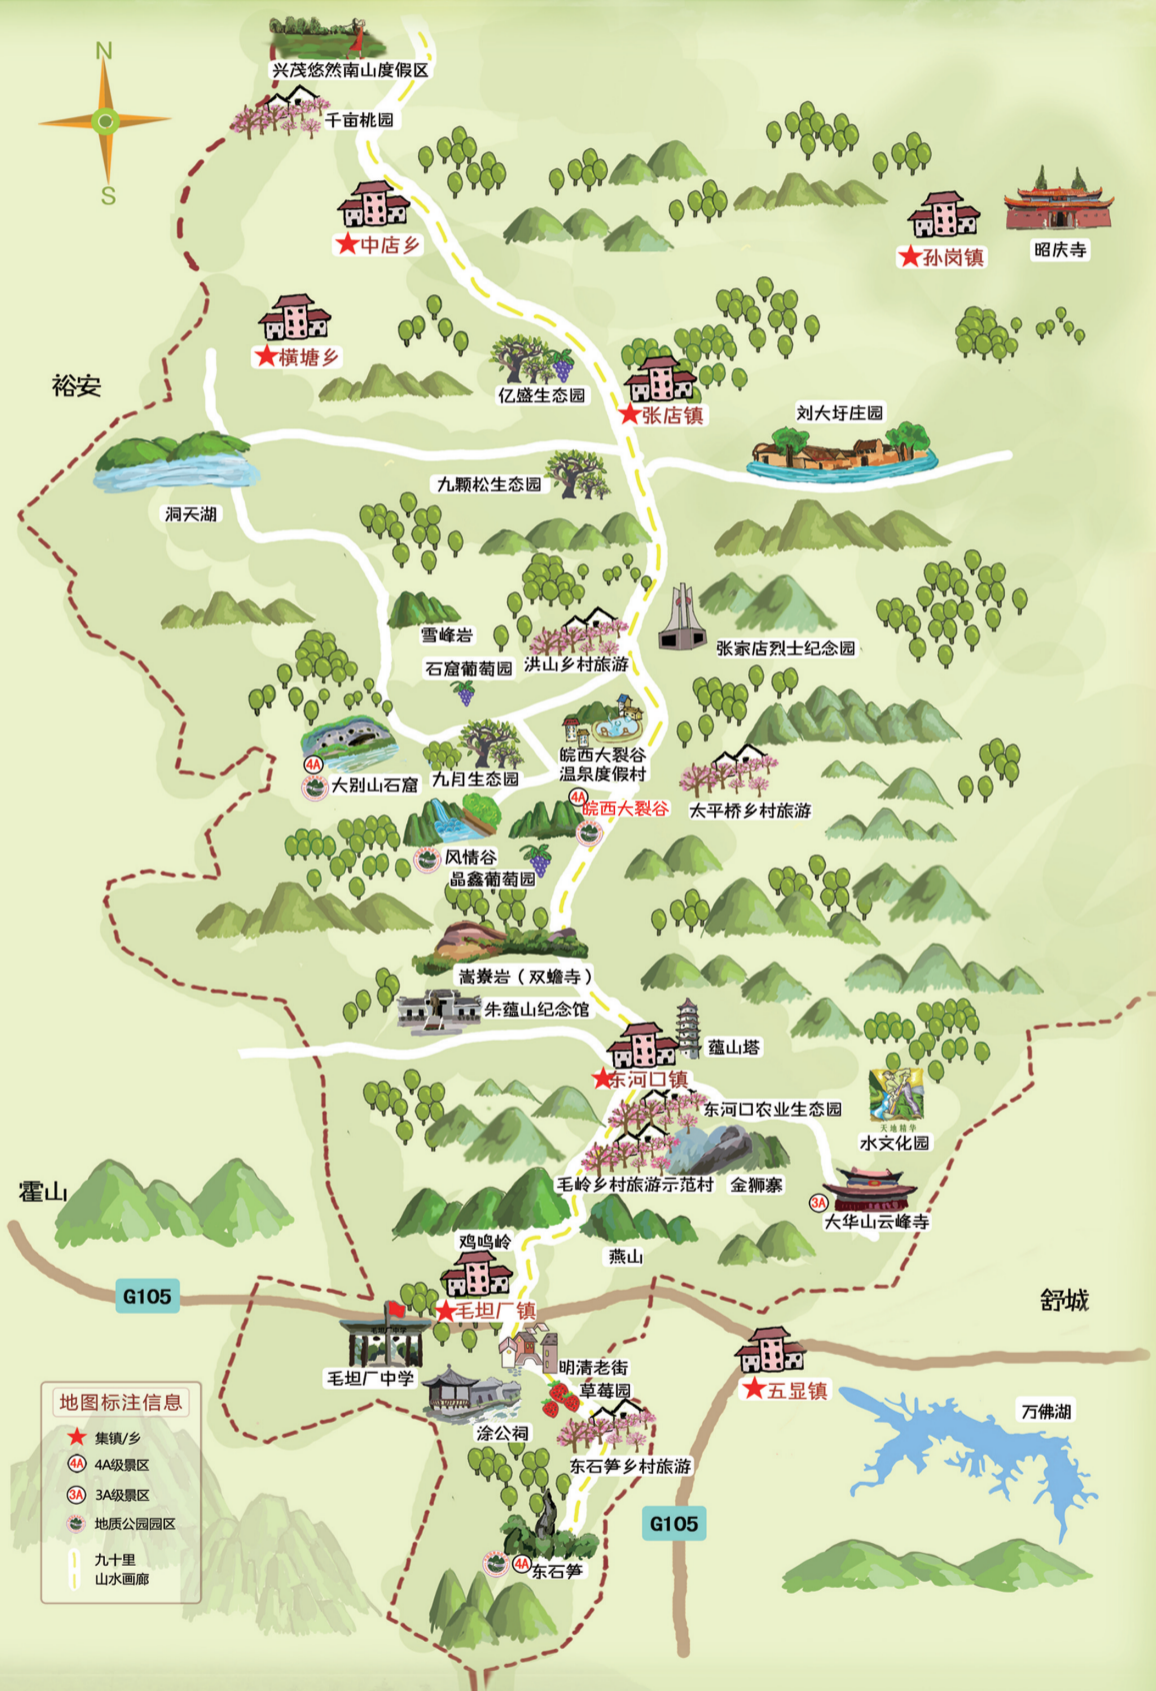 N
兴茂悠然南山度假区
千亩桃园
S
中店乡
孙岗镇
昭庆寺
横塘乡
裕安
亿盛生态园
张店镇
刘大圩庄园
九颗松生态园
洞天湖
雪峰岩
石窟葡萄园
洪山乡村旅游
张家店烈士纪念园
皖西大裂谷
温泉度假村
4A
大别山石窟
九月生态园
4A
皖西大裂谷
太平桥乡村旅游
风情谷
晶鑫葡萄园
嵩寮岩（双蟾寺）
朱蕴山纪念馆
蕴山塔
东河口镇
东河口农业生态园
天地精华
水文化园
毛岭乡村旅游示范村
金狮寨
霍山
3A
大华山云峰寺
鸡鸣岭
燕山
G105
毛坦厂镇
舒城
毛坦厂中学
毛坦厂中学
明清老街
草莓园
五显镇
万佛湖
涂公祠
东石笋乡村旅游
G105
4A
东石笋
地图标注信息
集镇/乡
4A
4A级景区
3A
3A级景区
地质公园园区
九十里
山水画廊